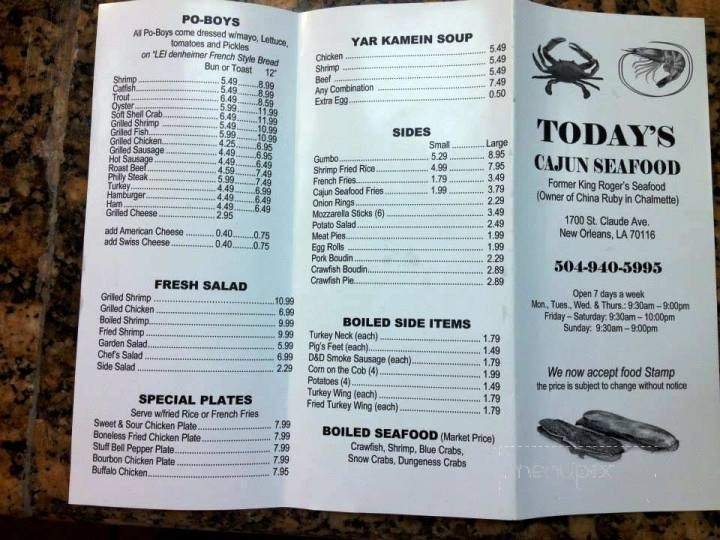 PO-BOYS
All Po-Boys come dressed w/mayo, Lettuce,
tomatoes and Pickles
on "LEI denheimer French Style Bread
Bun or Toast 12"
Shrimp 5.49 8.99
Catfish 5.49 8.99
Trout 6.49 8.59
Oyster 5.99 11.99
Soft Shell Crab 6.49 11.99
Grilled Shrimp 5.49 10.99
Grilled Fish 5.99 10.99
Grilled Chicken 4.25 6.95
Grilled Sausage 4.49 6.95
Hot Sausage 4.49 6.49
Roast Beef 4.59 7.49
Philly Steak 5.99 7.49
Turkey 4.49 6.99
Hamburger 4.49 6.49
Ham 4.49 6.49
Grilled Cheese 2.95
add American Cheese 0.40 0.75
add Swiss Cheese 0.40 0.75
FRESH SALAD
Grilled Shrimp 10.99
Grilled Chicken 6.99
Boiled Shrimp 9.99
Fried Shrimp 9.99
Garden Salad 5.99
Chef's Salad 6.99
Side Salad 2.29
SPECIAL PLATES
Serve w/fried Rice or French Fries
Sweet & Sour Chicken Plate 7.99
Boneless Fried Chicken Plate 7.99
Stuff Bell Pepper Plate 7.99
Bourbon Chicken Plate 7.99
Buffalo Chicken 7.95
YAR KAMEIN SOUP
Chicken 5.49
Shrimp 5.49
Beef 5.49
Any Combination 7.49
Extra Egg 0.50
SIDES
Small Large
Gumbo 5.29 8.95
Shrimp Fried Rice 4.99 7.95
French Fries 1.79 3.49
Cajun Seafood Fries 1.99 3.79
Onion Rings 2.29
Mozzarella Sticks (6) 3.49
Potato Salad 2.49
Meat Pies 1.99
Egg Rolls 1.99
Pork Boudin 2.29
Crawfish Boudin 2.89
Crawfish Pie 2.89
BOILED SIDE ITEMS
Turkey Neck (each) 1.79
Pig's Feet (each) 1.49
D&D Smoke Sausage (each) 1.79
Corn on the Cob (4) 1.99
Potatoes (4) 1.49
Turkey Wing (each) 1.79
Fried Turkey Wing (each) 1.79
BOILED SEAFOOD (Market Price)
Crawfish, Shrimp, Blue Crabs,
Snow Crabs, Dungeness Crabs
TODAY'S
CAJUN SEAFOOD
Former King Roger's Seafood
(Owner of China Ruby in Chalmette)
1700 St. Claude Ave.
New Orleans, LA 70116
504-940-5995
Open 7 days a week
Mon., Tues., Wed. & Thurs.: 9:30am – 9:00pm
Friday – Saturday: 9:30am – 10:00pm
Sunday: 9:30am – 9:00pm
We now accept food Stamp
the price is subject to change without notice
menupix